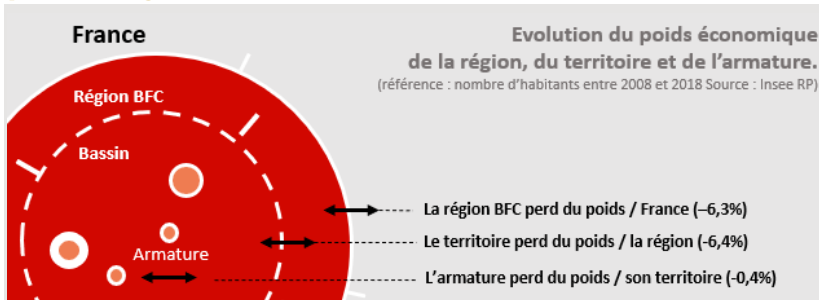 France
Evolution du poids économique
de la région, du territoire et de l'armature.
(référence : nombre d'habitants entre 2008 et 2018 Source : Insee RP)
Région BFC
Bassin
La région BFC perd du poids / France (–6,3%)
Le territoire perd du poids / la région (-6,4%)
Armature
L'armature perd du poids / son territoire (-0,4%)